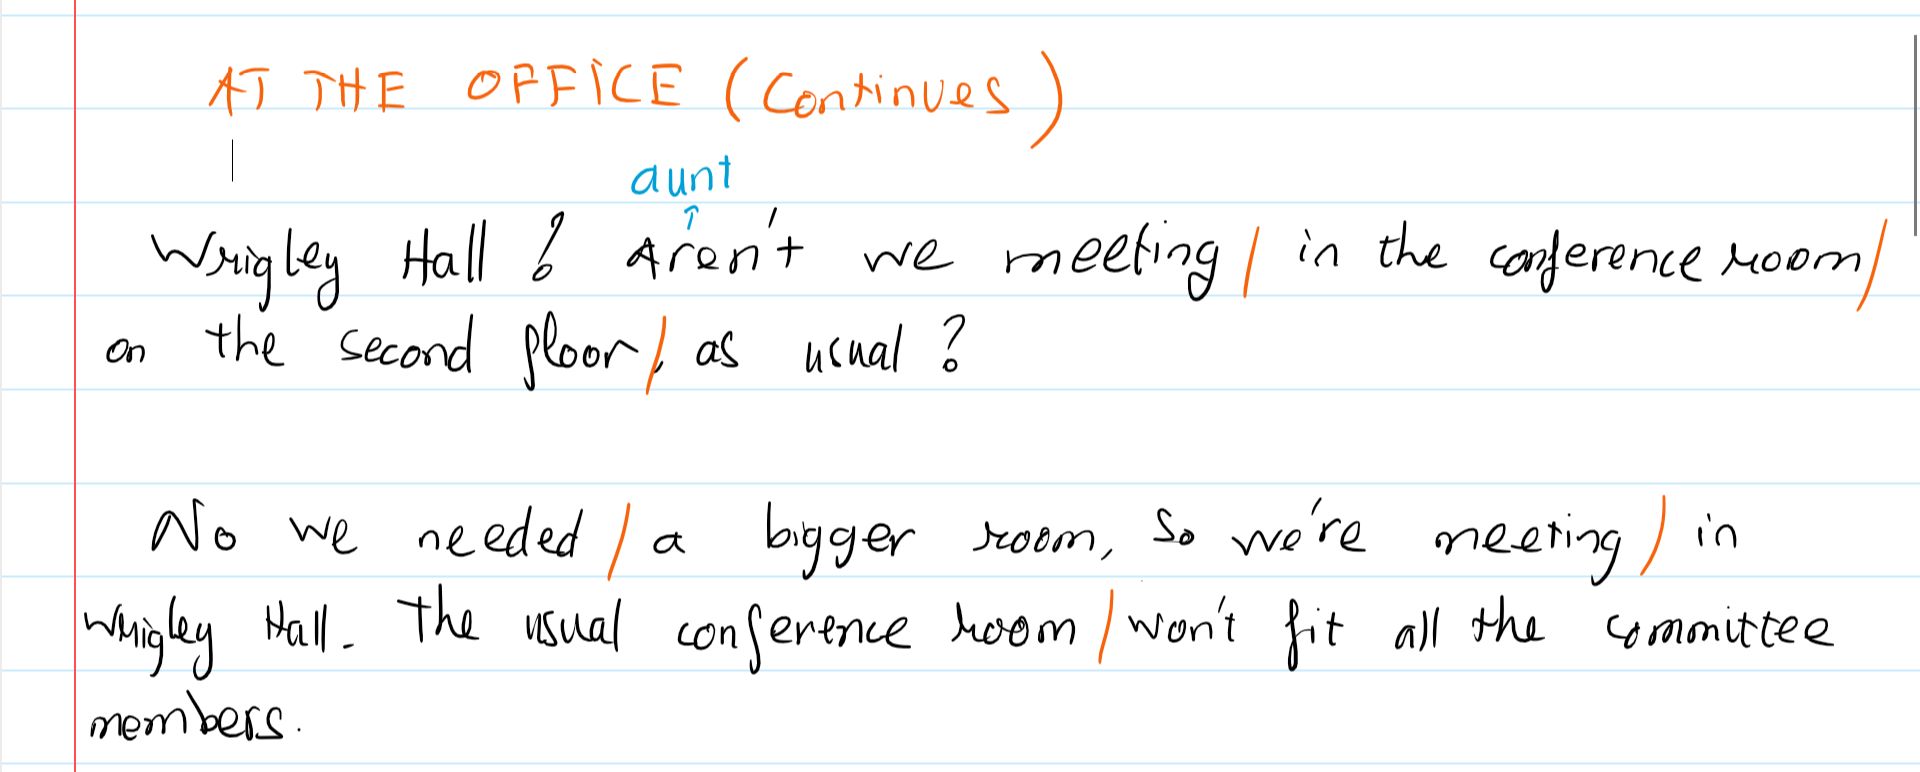 AT THE OFFICE (Continues)
aunt
Wrigley Hall? Aren't we meeting / in the conference room /
on the second floor /, as usual?
No we needed / a bigger room, so we're meeting / in
Wrigley Hall. The usual conference room / won't fit all the committee
members.